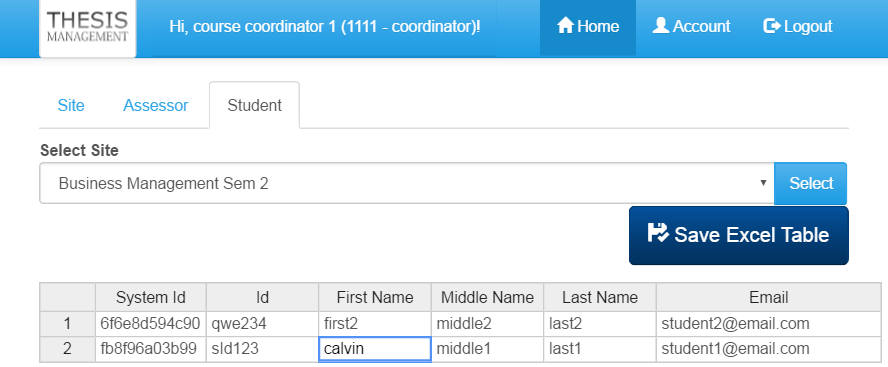 THESIS
MANAGEMENT
Hi, course coordinator 1 (1111 - coordinator)!
Home
Account
Logout
Site
Assessor
Student
Select Site
Business Management Sem 2
Select
Save Excel Table
System Id Id First Name Middle Name Last Name Email
1 6f6e8d594c90 qwe234 first2 middle2 last2 student2@email.com
2 fb8f96a03b99 sld123 calvin middle1 last1 student1@email.com